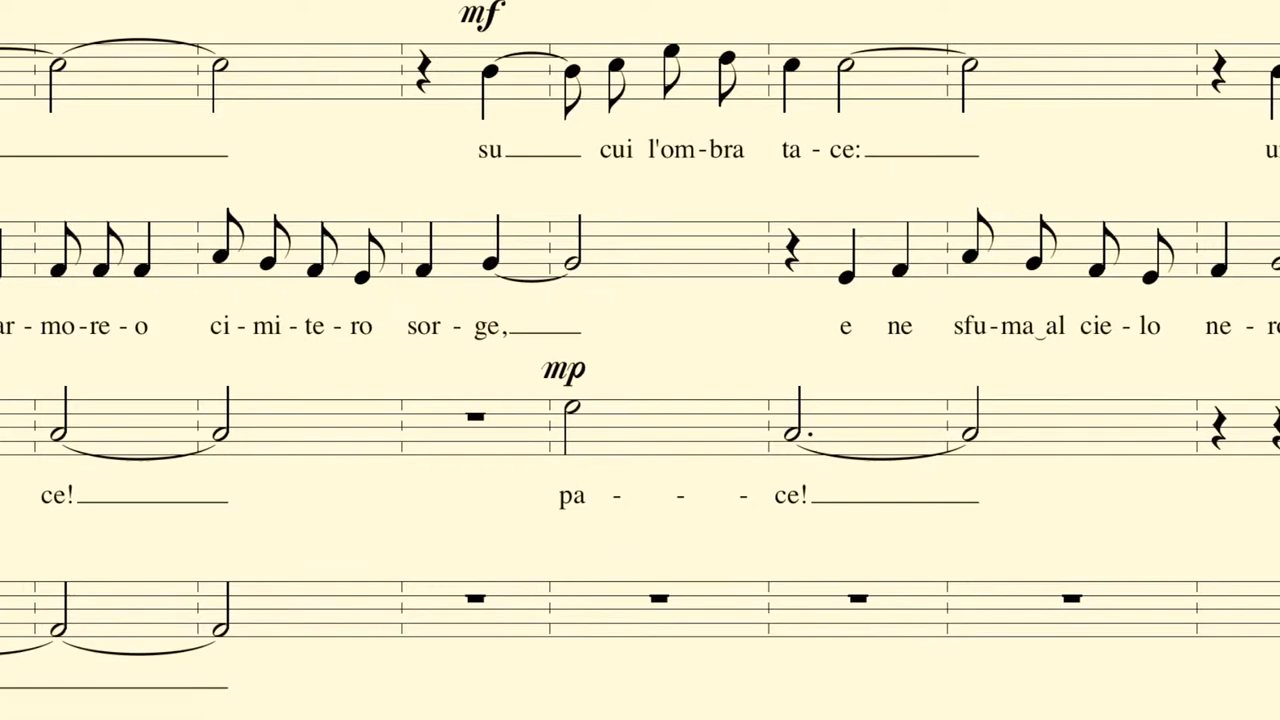 mf
su cui l'om-bra ta - ce:
mo-re - o ci - mi - te - ro sor - ge, e ne sfu-ma‿al cie - lo ne -
mp
ce! pa - - - ce!